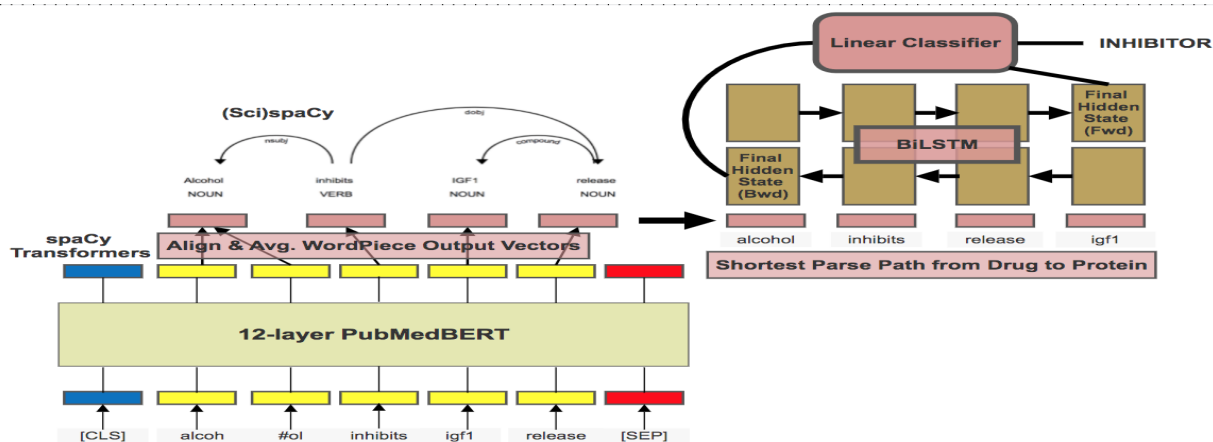 Linear Classifier
INHIBITOR
Final Hidden State (Fwd)
BiLSTM
Final Hidden State (Bwd)
(Sci)spaCy
dobj
nsubj
compound
Alcohol inhibits IGF1 release
NOUN VERB NOUN NOUN
alcohol inhibits release igf1
Shortest Parse Path from Drug to Protein
spaCy Transformers
Align & Avg. WordPiece Output Vectors
12-layer PubMedBERT
[CLS] alcoh #ol inhibits igf1 release [SEP]